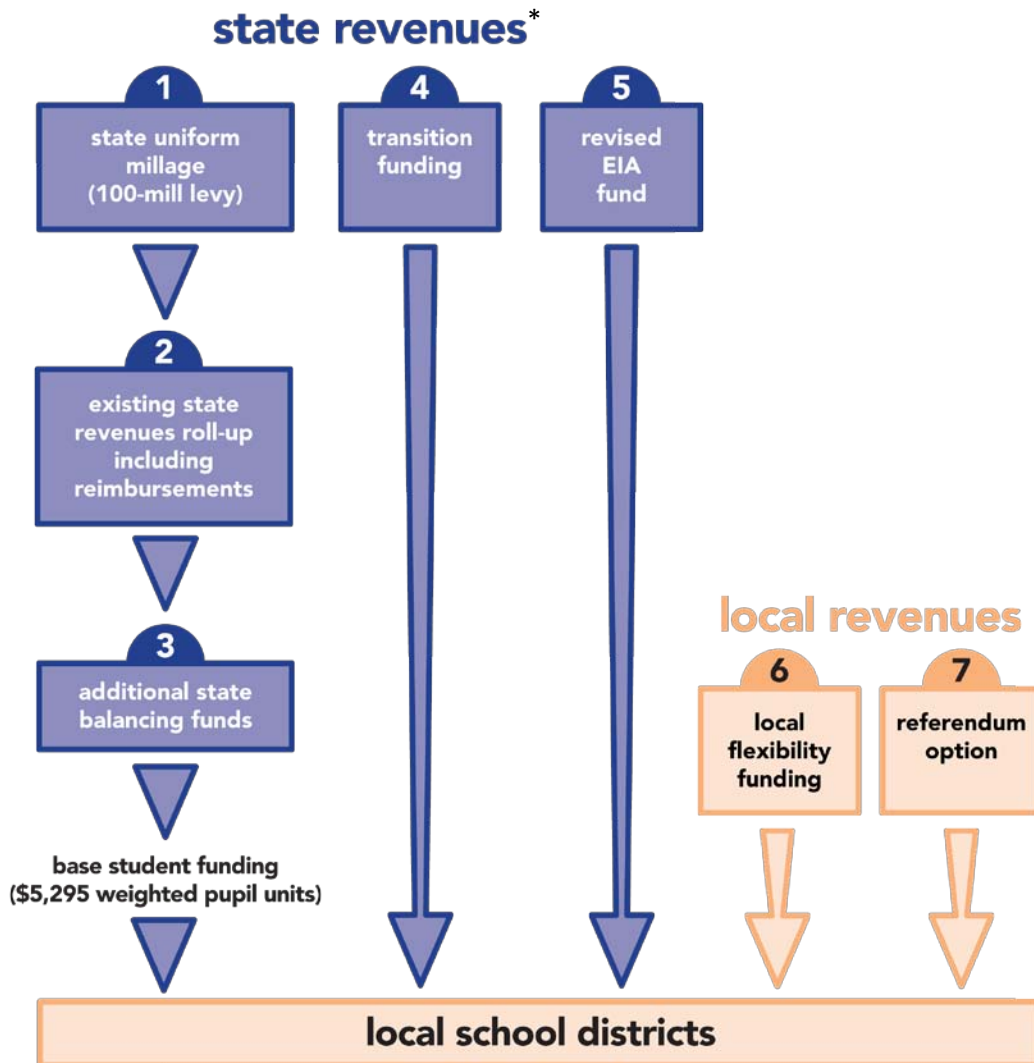 state revenues*
1
state uniform
millage
(100-mill levy)
4
transition
funding
5
revised
EIA
fund
2
existing state
revenues roll-up
including
reimbursements
3
additional state
balancing funds
base student funding
($5,295 weighted pupil units)
local revenues
6
local
flexibility
funding
7
referendum
option
local school districts